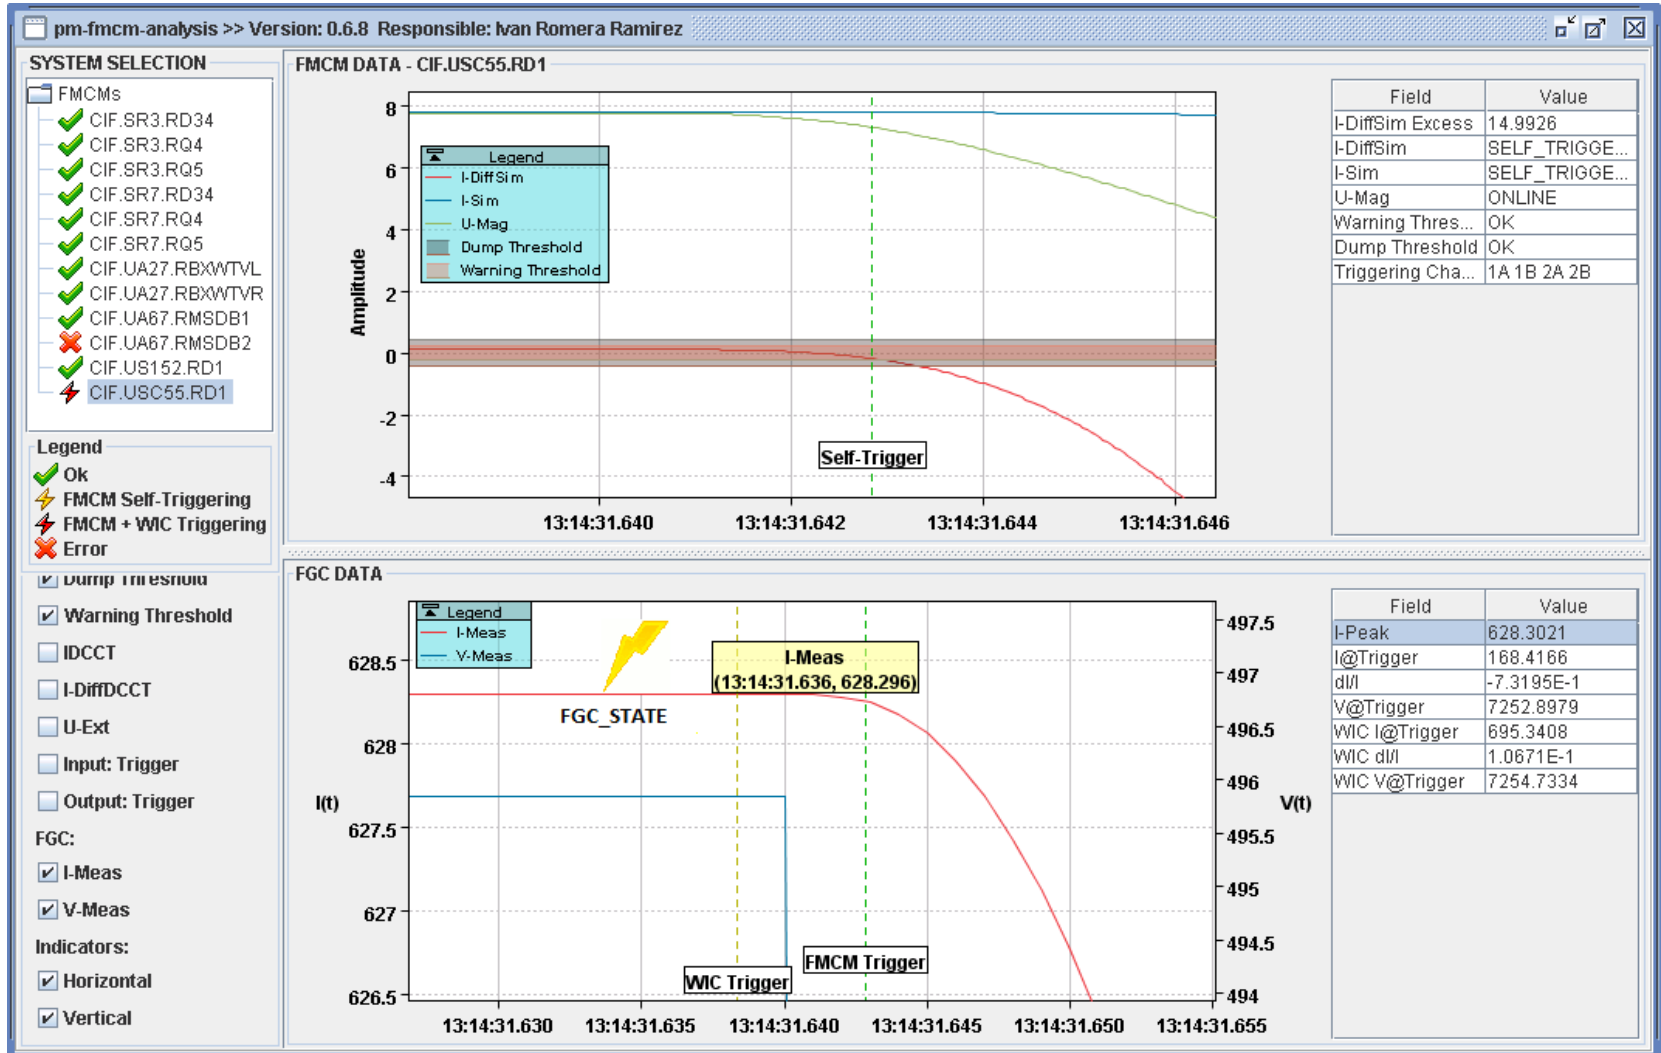 pm-fmcm-analysis >> Version: 0.6.8 Responsible: Ivan Romera Ramirez
SYSTEM SELECTION
FMCMs
CIF.SR3.RD34
CIF.SR3.RQ4
CIF.SR3.RQ5
CIF.SR7.RD34
CIF.SR7.RQ4
CIF.SR7.RQ5
CIF.UA27.RBXWTVL
CIF.UA27.RBXWTVR
CIF.UA67.RMSDB1
CIF.UA67.RMSDB2
CIF.US152.RD1
CIF.USC55.RD1
Legend
Ok
FMCM Self-Triggering
FMCM + WIC Triggering
Error
Dump Threshold
Warning Threshold
IDCCT
I-DiffDCCT
U-Ext
Input: Trigger
Output: Trigger
FGC:
I-Meas
V-Meas
Indicators:
Horizontal
Vertical
FMCM DATA - CIF.USC55.RD1
8
6
4
2
0
-2
-4
Amplitude
Legend
I-DiffSim
I-Sim
U-Mag
Dump Threshold
Warning Threshold
Self-Trigger
13:14:31.640 13:14:31.642 13:14:31.644 13:14:31.646
Field Value
I-DiffSim Excess 14.9926
I-DiffSim SELF_TRIGGE...
I-Sim SELF_TRIGGE...
U-Mag ONLINE
Warning Thres... OK
Dump Threshold OK
Triggering Cha... 1A 1B 2A 2B
FGC DATA
Legend
I-Meas
V-Meas
I-Meas
(13:14:31.636, 628.296)
FGC_STATE
628.5
628
627.5
627
626.5
I(t)
WIC Trigger
FMCM Trigger
497.5
497
496.5
496
495.5
495
494.5
494
V(t)
13:14:31.630 13:14:31.635 13:14:31.640 13:14:31.645 13:14:31.650 13:14:31.655
Field Value
I-Peak 628.3021
I@Trigger 168.4166
dI/I -7.3195E-1
V@Trigger 7252.8979
WIC I@Trigger 695.3408
WIC dI/I 1.0671E-1
WIC V@Trigger 7254.7334